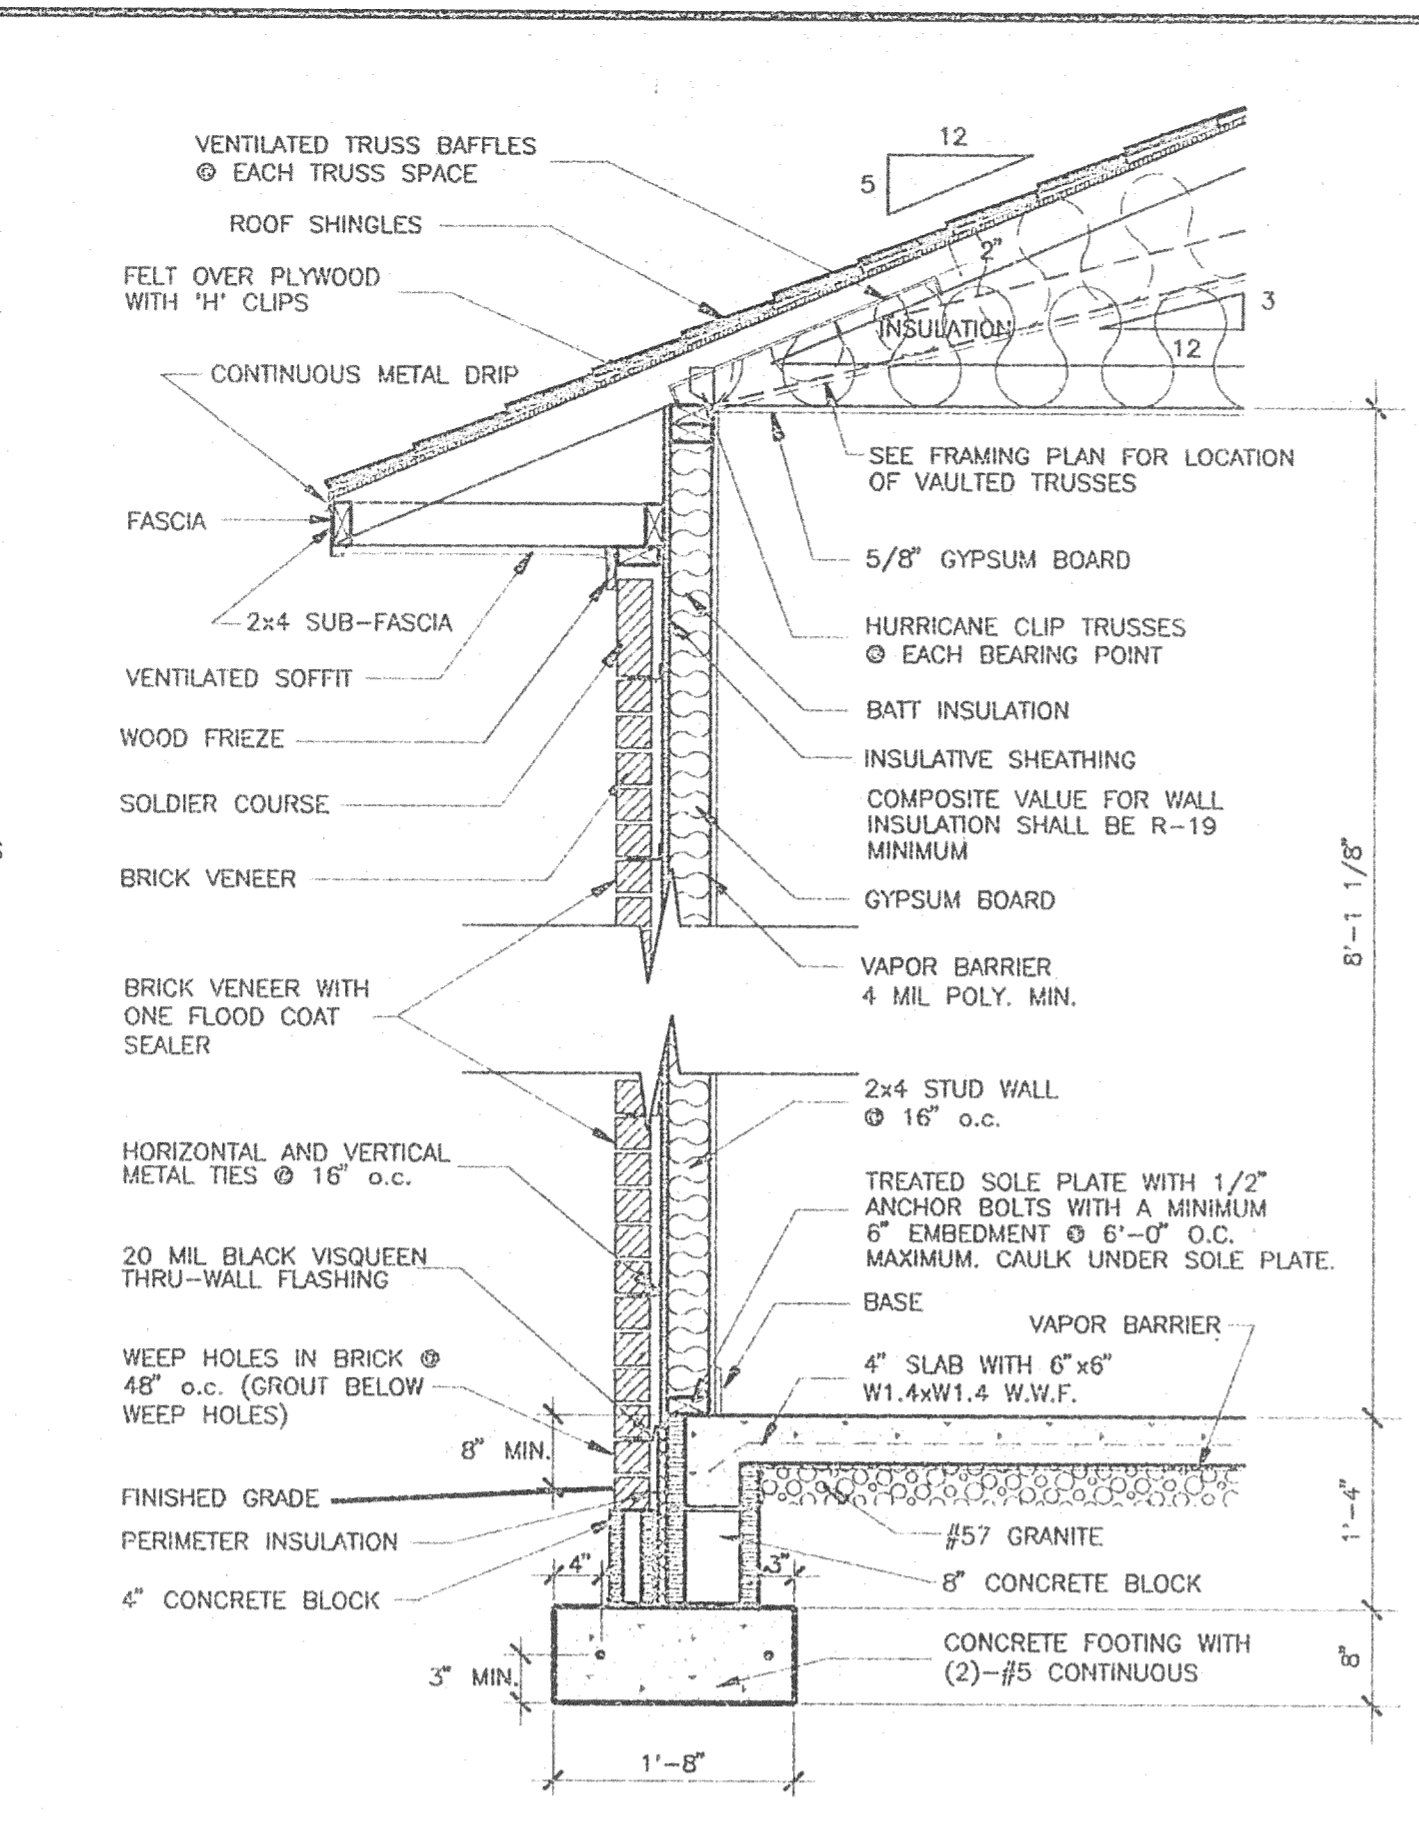 VENTILATED TRUSS BAFFLES
@ EACH TRUSS SPACE
ROOF SHINGLES
FELT OVER PLYWOOD
WITH 'H' CLIPS
CONTINUOUS METAL DRIP
FASCIA
2x4 SUB-FASCIA
VENTILATED SOFFIT
WOOD FRIEZE
SOLDIER COURSE
BRICK VENEER
BRICK VENEER WITH
ONE FLOOD COAT
SEALER
HORIZONTAL AND VERTICAL
METAL TIES @ 16" o.c.
20 MIL BLACK VISQUEEN
THRU-WALL FLASHING
WEEP HOLES IN BRICK @
48" o.c. (GROUT BELOW
WEEP HOLES)
8" MIN.
FINISHED GRADE
PERIMETER INSULATION
4" CONCRETE BLOCK
4"
3"
3" MIN.
1'-8"
12
5
2"
INSULATION
3
12
SEE FRAMING PLAN FOR LOCATION
OF VAULTED TRUSSES
5/8" GYPSUM BOARD
HURRICANE CLIP TRUSSES
@ EACH BEARING POINT
BATT INSULATION
INSULATIVE SHEATHING
COMPOSITE VALUE FOR WALL
INSULATION SHALL BE R-19
MINIMUM
GYPSUM BOARD
VAPOR BARRIER
4 MIL POLY. MIN.
2x4 STUD WALL
@ 16" o.c.
TREATED SOLE PLATE WITH 1/2"
ANCHOR BOLTS WITH A MINIMUM
6" EMBEDMENT @ 6'-0" O.C.
MAXIMUM. CAULK UNDER SOLE PLATE.
BASE
VAPOR BARRIER
4" SLAB WITH 6"x6"
W1.4xW1.4 W.W.F.
#57 GRANITE
8" CONCRETE BLOCK
CONCRETE FOOTING WITH
(2)-#5 CONTINUOUS
8'-1 1/8"
1'-4"
8"
S